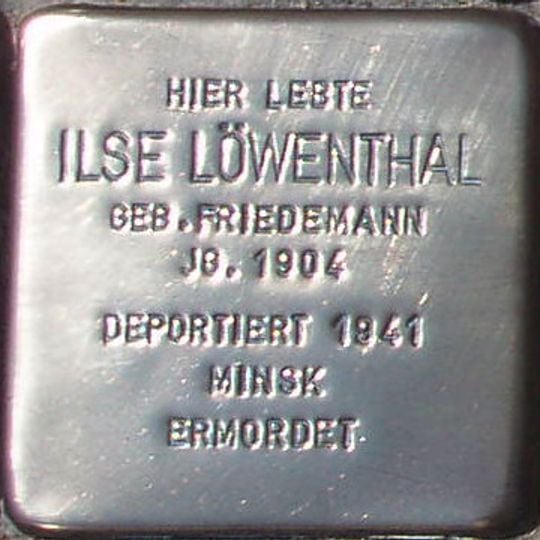 HIER LEBTE
ILSE LÖWENTHAL
GEB. FRIEDEMANN
JG. 1904
DEPORTIERT 1941
MINSK
ERMORDET